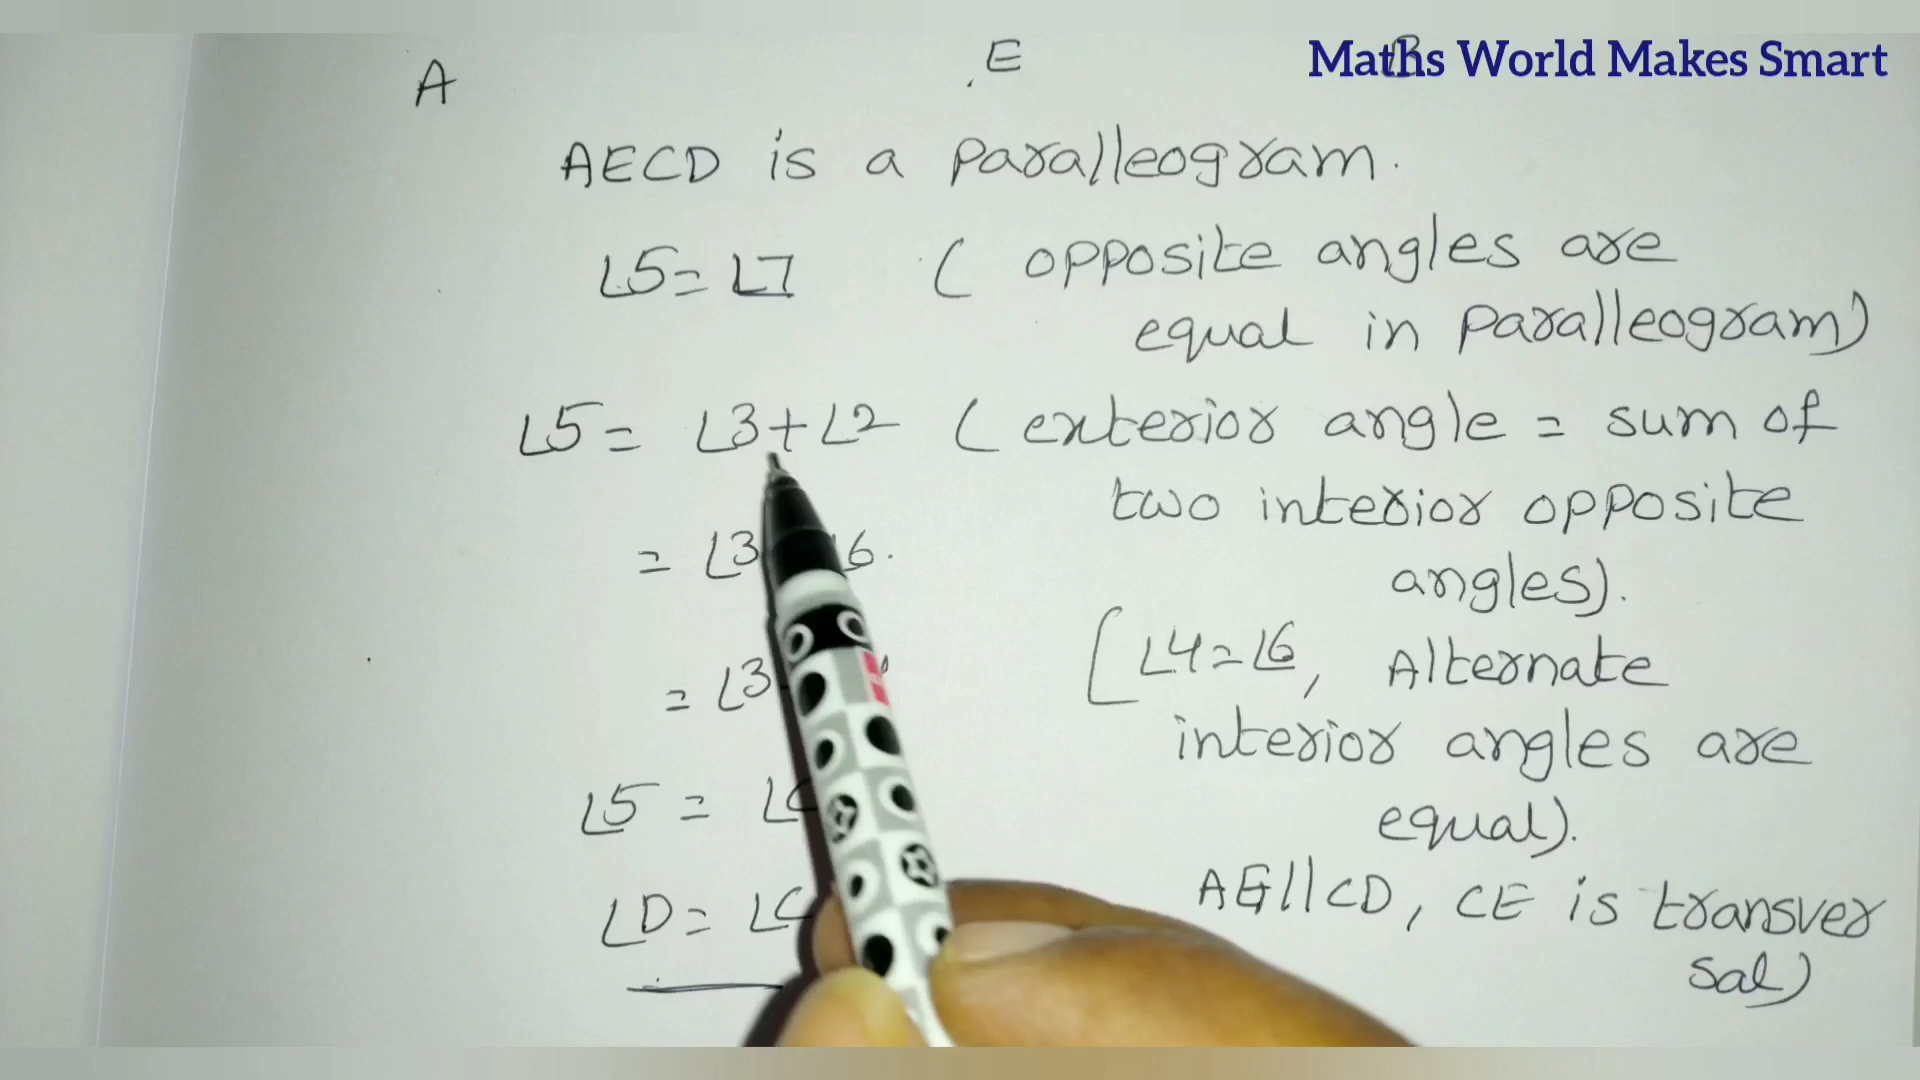 Maths World Makes Smart
A E B
AECD is a paralleogram.
∠5 = ∠7 ( opposite angles are
equal in paralleogram)
∠5 = ∠3+∠2 ( exterior angle = sum of
two interior opposite
= ∠3 6.
angles).
[ ∠4=∠6, Alternate
= ∠3
interior angles are
∠5 = ∠C
equal).
AE||CD, CE is transver
∠D = ∠C
sal)